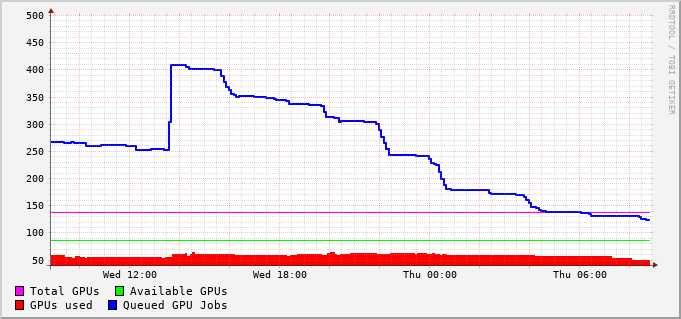 500
450
400
350
300
250
200
150
100
50
Wed 12:00 Wed 18:00 Thu 00:00 Thu 06:00
Total GPUs Available GPUs
GPUs used Queued GPU Jobs
RRDTOOL / TOBI OETIKER